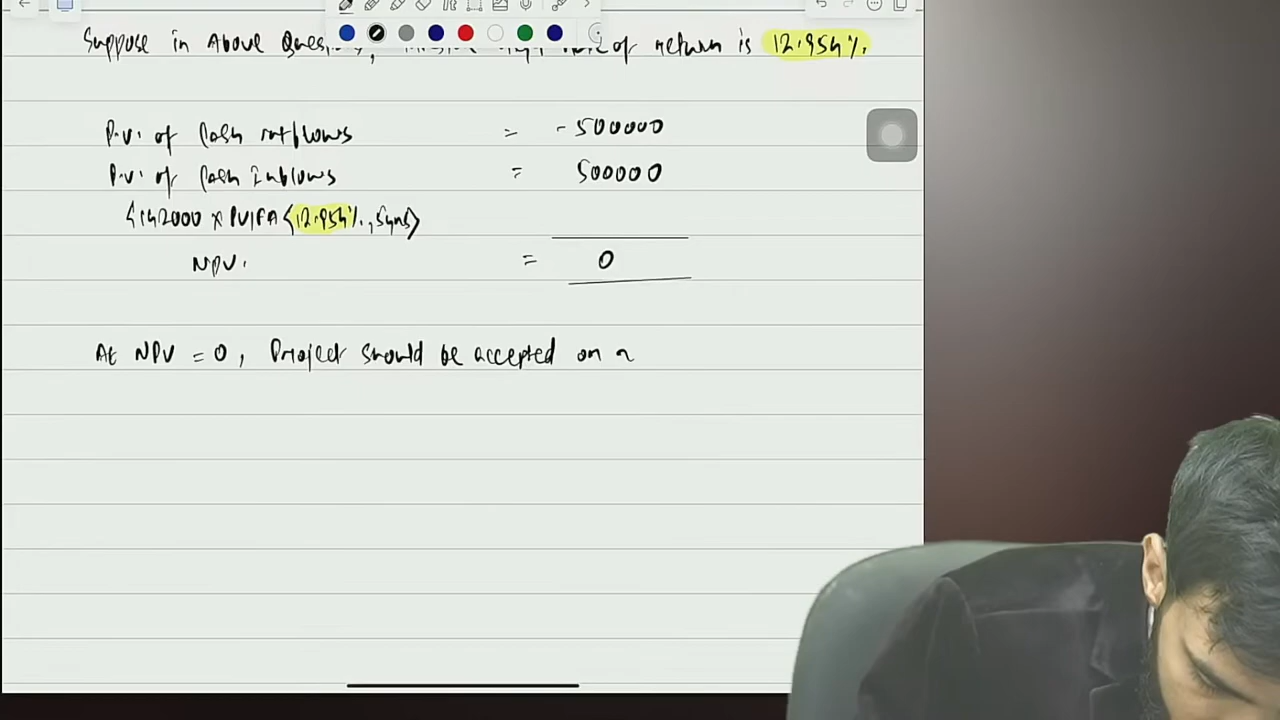 Suppose in Above Question, rate of return is 12.954%.
P.V. of Cash outflows = -500000
P.V. of Cash Inflows = 500000
{142000 x PVIFA (12.954%, 5yrs)
NPV. = 0
At NPV = 0, Project should be accepted on a